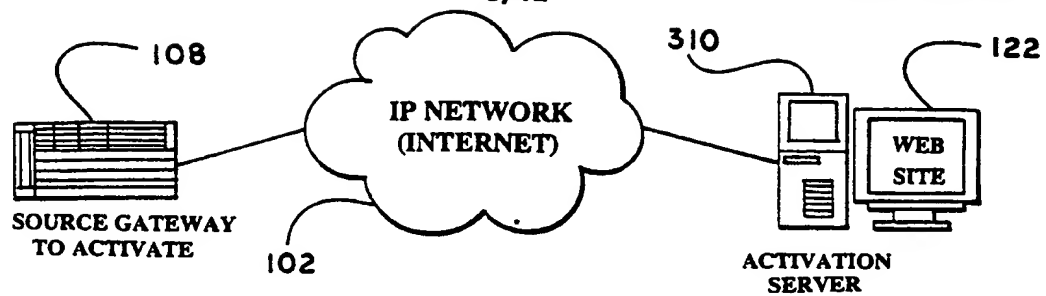 108
310
122
IP NETWORK
(INTERNET)
WEB
SITE
SOURCE GATEWAY
TO ACTIVATE
102
ACTIVATION
SERVER